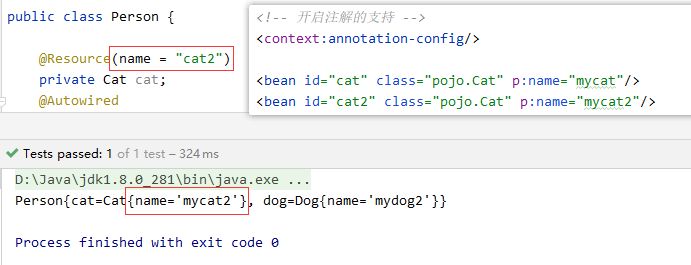 public class Person {
@Resource(name = "cat2")
private Cat cat;
@Autowired
<!-- 开启注解的支持 -->
<context:annotation-config/>
<bean id="cat" class="pojo.Cat" p:name="mycat"/>
<bean id="cat2" class="pojo.Cat" p:name="mycat2"/>
Tests passed: 1 of 1 test – 324 ms
D:\Java\jdk1.8.0_281\bin\java.exe ...
Person{cat=Cat{name='mycat2'}, dog=Dog{name='mydog2'}}
Process finished with exit code 0